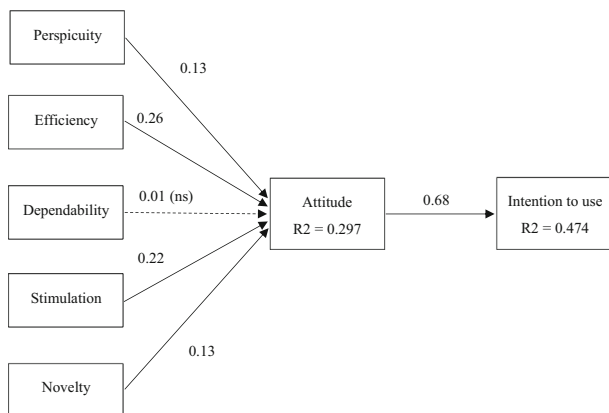 Perspicuity
0.13
Efficiency
0.26
Dependability
0.01 (ns)
Attitude
R2 = 0.297
0.68
Intention to use
R2 = 0.474
Stimulation
0.22
Novelty
0.13